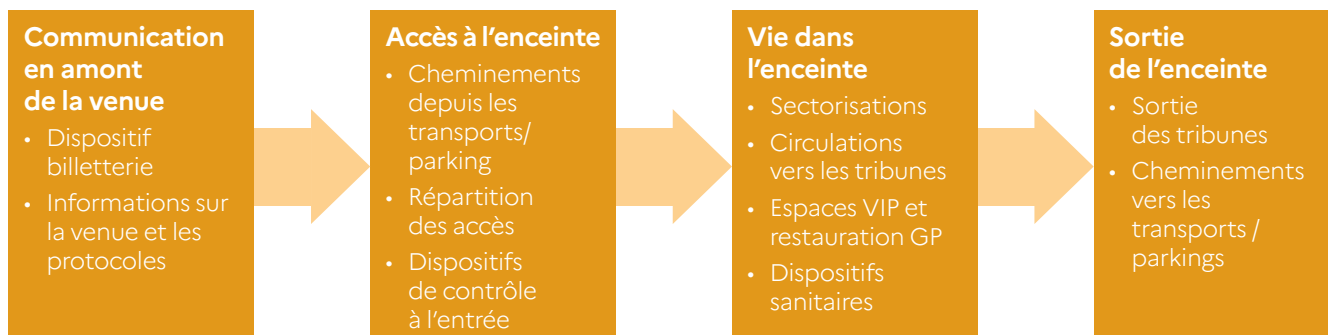 Communication
en amont
de la venue
• Dispositif
billetterie
• Informations sur
la venue et les
protocoles
Accès à l'enceinte
• Cheminements
depuis les
transports/
parking
• Répartition
des accès
• Dispositifs
de contrôle
à l'entrée
Vie dans
l'enceinte
• Sectorisations
• Circulations
vers les tribunes
• Espaces VIP et
restauration GP
• Dispositifs
sanitaires
Sortie
de l'enceinte
• Sortie
des tribunes
• Cheminements
vers les
transports /
parkings